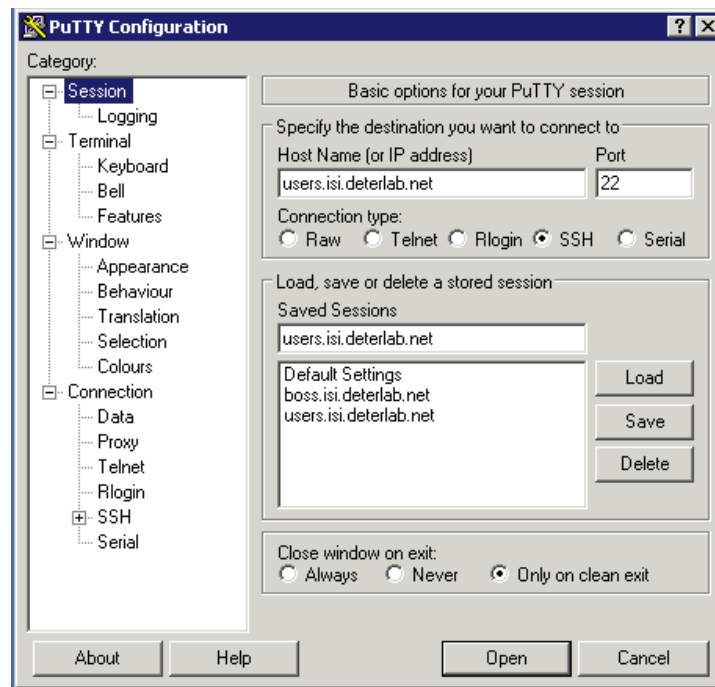 PuTTY Configuration
Category:
Session
Logging
Terminal
Keyboard
Bell
Features
Window
Appearance
Behaviour
Translation
Selection
Colours
Connection
Data
Proxy
Telnet
Rlogin
SSH
Serial
Basic options for your PuTTY session
Specify the destination you want to connect to
Host Name (or IP address) Port
users.isi.deterlab.net 22
Connection type:
Raw Telnet Rlogin SSH Serial
Load, save or delete a stored session
Saved Sessions
users.isi.deterlab.net
Default Settings
boss.isi.deterlab.net
users.isi.deterlab.net
Load
Save
Delete
Close window on exit:
Always Never Only on clean exit
About Help Open Cancel